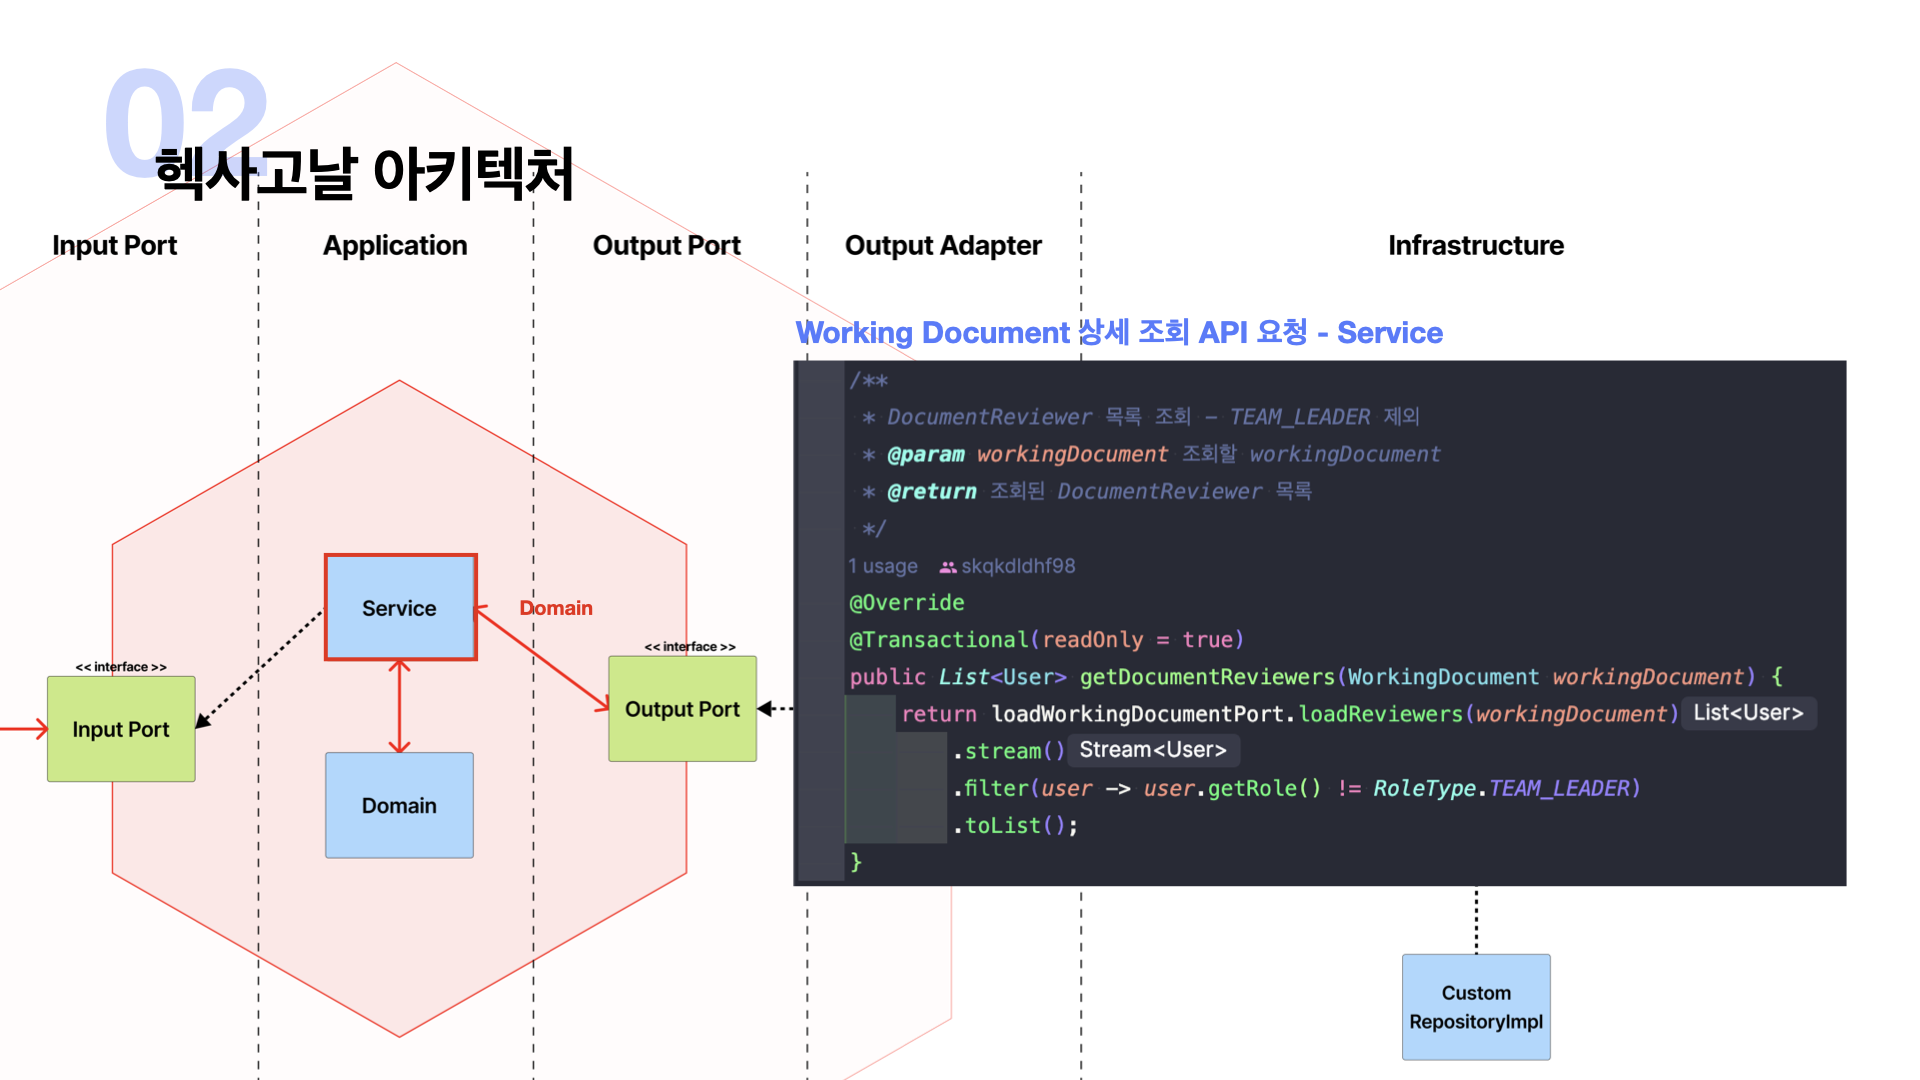 02
헥사고날 아키텍처
Input Port
Application
Output Port
Output Adapter
Infrastructure
Working Document 상세 조회 API 요청 - Service
/**
* DocumentReviewer 목록 조회 - TEAM_LEADER 제외
* @param workingDocument 조회할 workingDocument
* @return 조회된 DocumentReviewer 목록
*/
1 usage skqkdldhf98
@Override
@Transactional(readOnly = true)
public List<User> getDocumentReviewers(WorkingDocument workingDocument) {
return loadWorkingDocumentPort.loadReviewers(workingDocument) List<User>
.stream() Stream<User>
.filter(user -> user.getRole() != RoleType.TEAM_LEADER)
.toList();
}
Service
Domain
<< interface >>
Output Port
<< interface >>
Input Port
Domain
Custom
RepositoryImpl